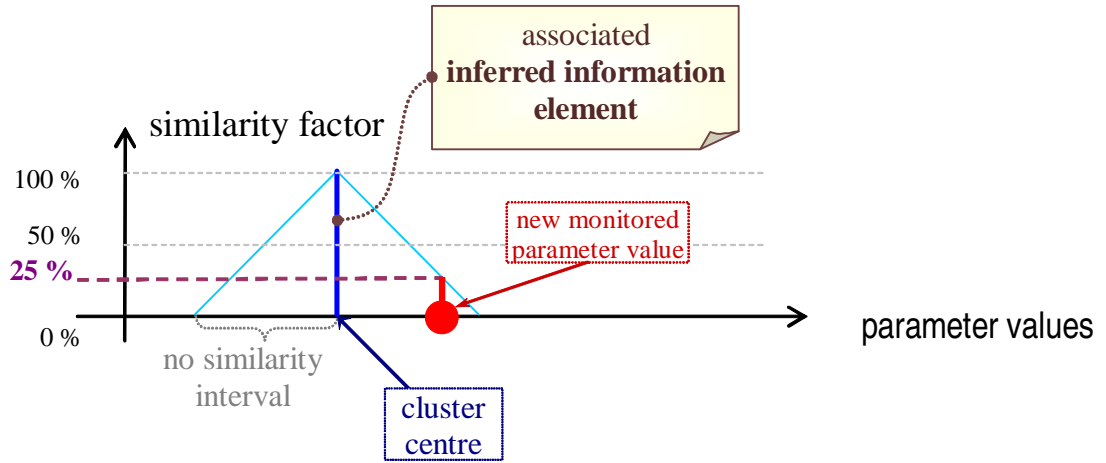 associated
inferred information
element
similarity factor
100 %
50 %
25 %
0 %
new monitored
parameter value
parameter values
no similarity
interval
cluster
centre